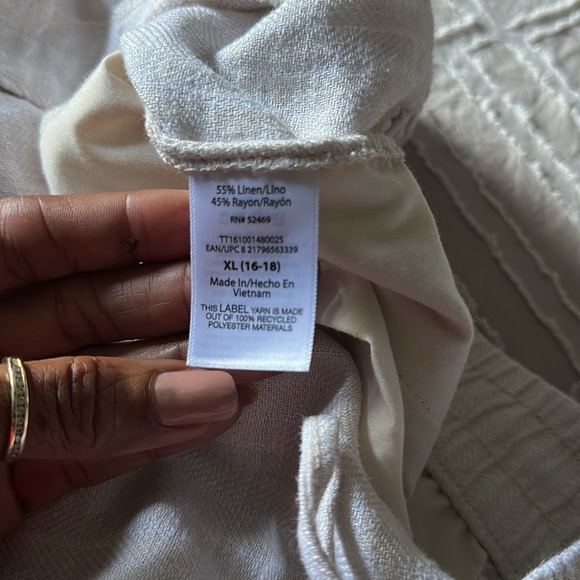 55% Linen/Lino
45% Rayon/Rayón
RN# 52469
TT161001480025
EAN/UPC 8 21796563339
XL (16-18)
Made In/Hecho En
Vietnam
THIS LABEL YARN IS MADE
OUT OF 100% RECYCLED
POLYESTER MATERIALS